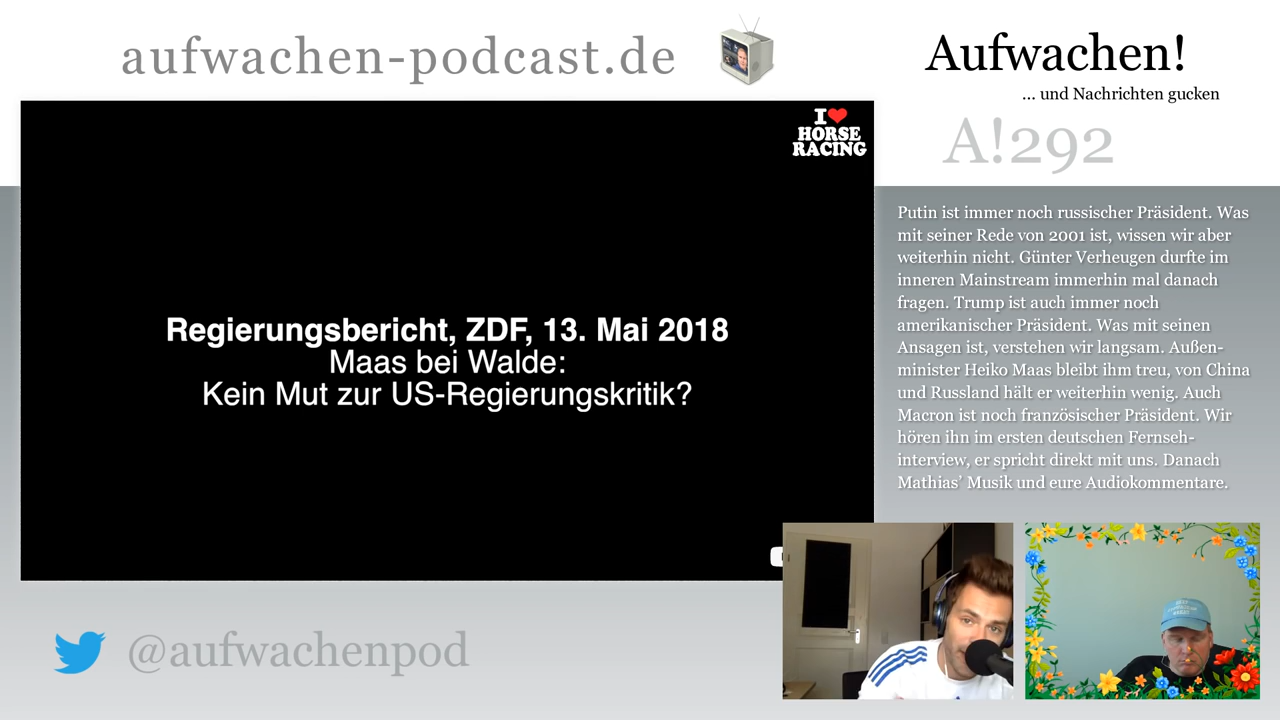 aufwachen-podcast.de
Aufwachen!
... und Nachrichten gucken
A!292
I
HORSE
RACING
Regierungsbericht, ZDF, 13. Mai 2018
Maas bei Walde:
Kein Mut zur US-Regierungskritik?
Putin ist immer noch russischer Präsident. Was
mit seiner Rede von 2001 ist, wissen wir aber
weiterhin nicht. Günter Verheugen durfte im
inneren Mainstream immerhin mal danach
fragen. Trump ist auch immer noch
amerikanischer Präsident. Was mit seinen
Ansagen ist, verstehen wir langsam. Außen-
minister Heiko Maas bleibt ihm treu, von China
und Russland hält er weiterhin wenig. Auch
Macron ist noch französischer Präsident. Wir
hören ihn im ersten deutschen Fernseh-
interview, er spricht direkt mit uns. Danach
Mathias’ Musik und eure Audiokommentare.
@aufwachenpod